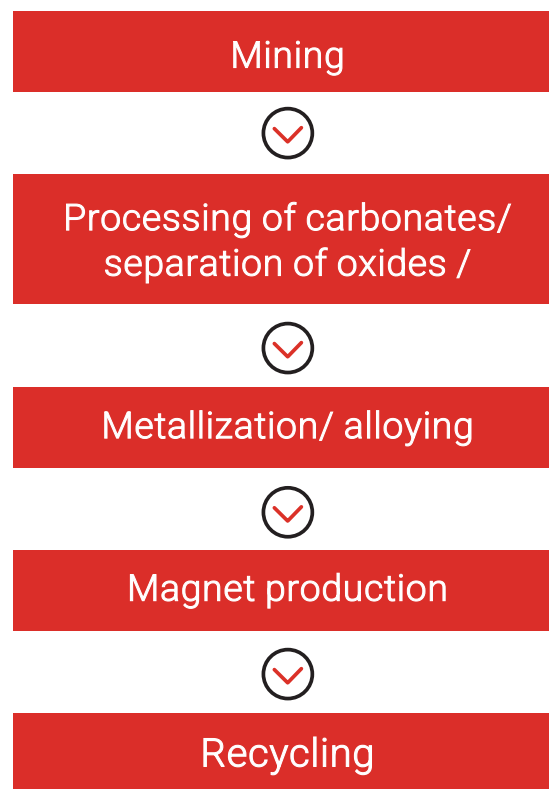 Mining
Processing of carbonates/
separation of oxides /
Metallization/ alloying
Magnet production
Recycling